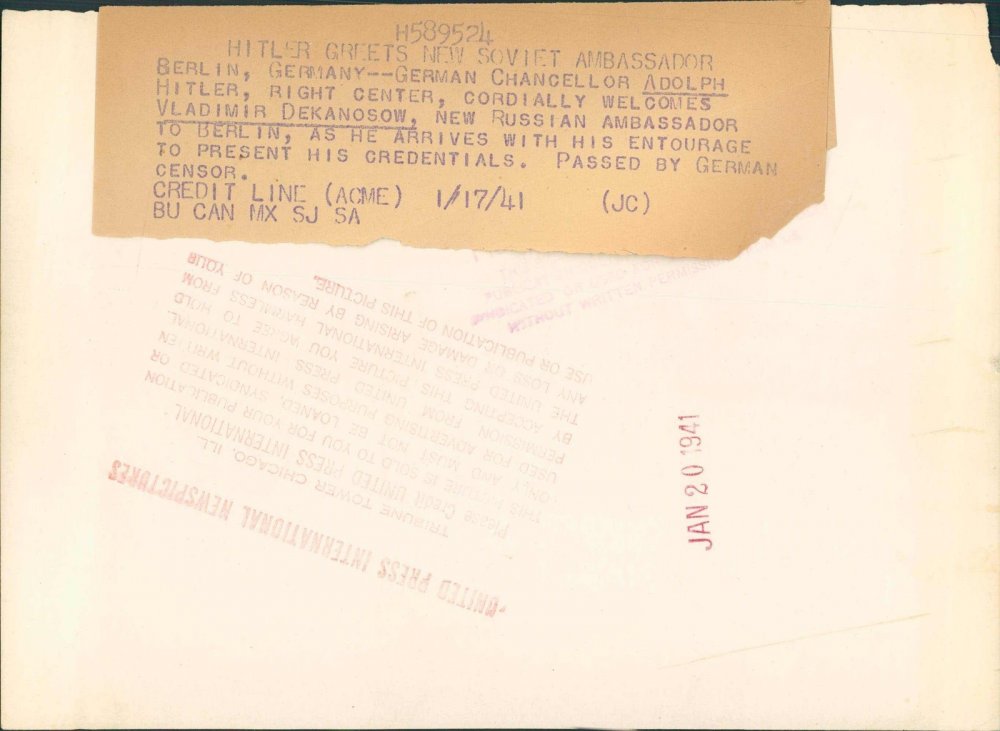 H589524
HITLER GREETS NEW SOVIET AMBASSADOR
BERLIN, GERMANY--GERMAN CHANCELLOR ADOLPH
HITLER, RIGHT CENTER, CORDIALLY WELCOMES
VLADIMIR DEKANOSOW, NEW RUSSIAN AMBASSADOR
TO BERLIN, AS HE ARRIVES WITH HIS ENTOURAGE
TO PRESENT HIS CREDENTIALS. PASSED BY GERMAN
CENSOR.
CREDIT LINE (ACME) 1/17/41 (JC)
BU CAN MX SJ SA
WITHOUT WRITTEN
JAN 20 1941
UNITED PRESS INTERNATIONAL NEWSPICTURES
TRIBUNE TOWER CHICAGO, ILL.
Please Credit UNITED PRESS INTERNATIONAL
THIS PICTURE IS SOLD TO YOU FOR YOUR PUBLICATION
ONLY AND MUST NOT BE LOANED, SYNDICATED OR
USED FOR ADVERTISING PURPOSES WITHOUT WRITTEN
PERMISSION FROM UNITED PRESS INTERNATIONAL.
BY ACCEPTING THIS PICTURE YOU AGREE TO HOLD
THE UNITED PRESS INTERNATIONAL HARMLESS FROM
ANY LOSS OR DAMAGE ARISING BY REASON OF YOUR
USE OR PUBLICATION OF THIS PICTURE.